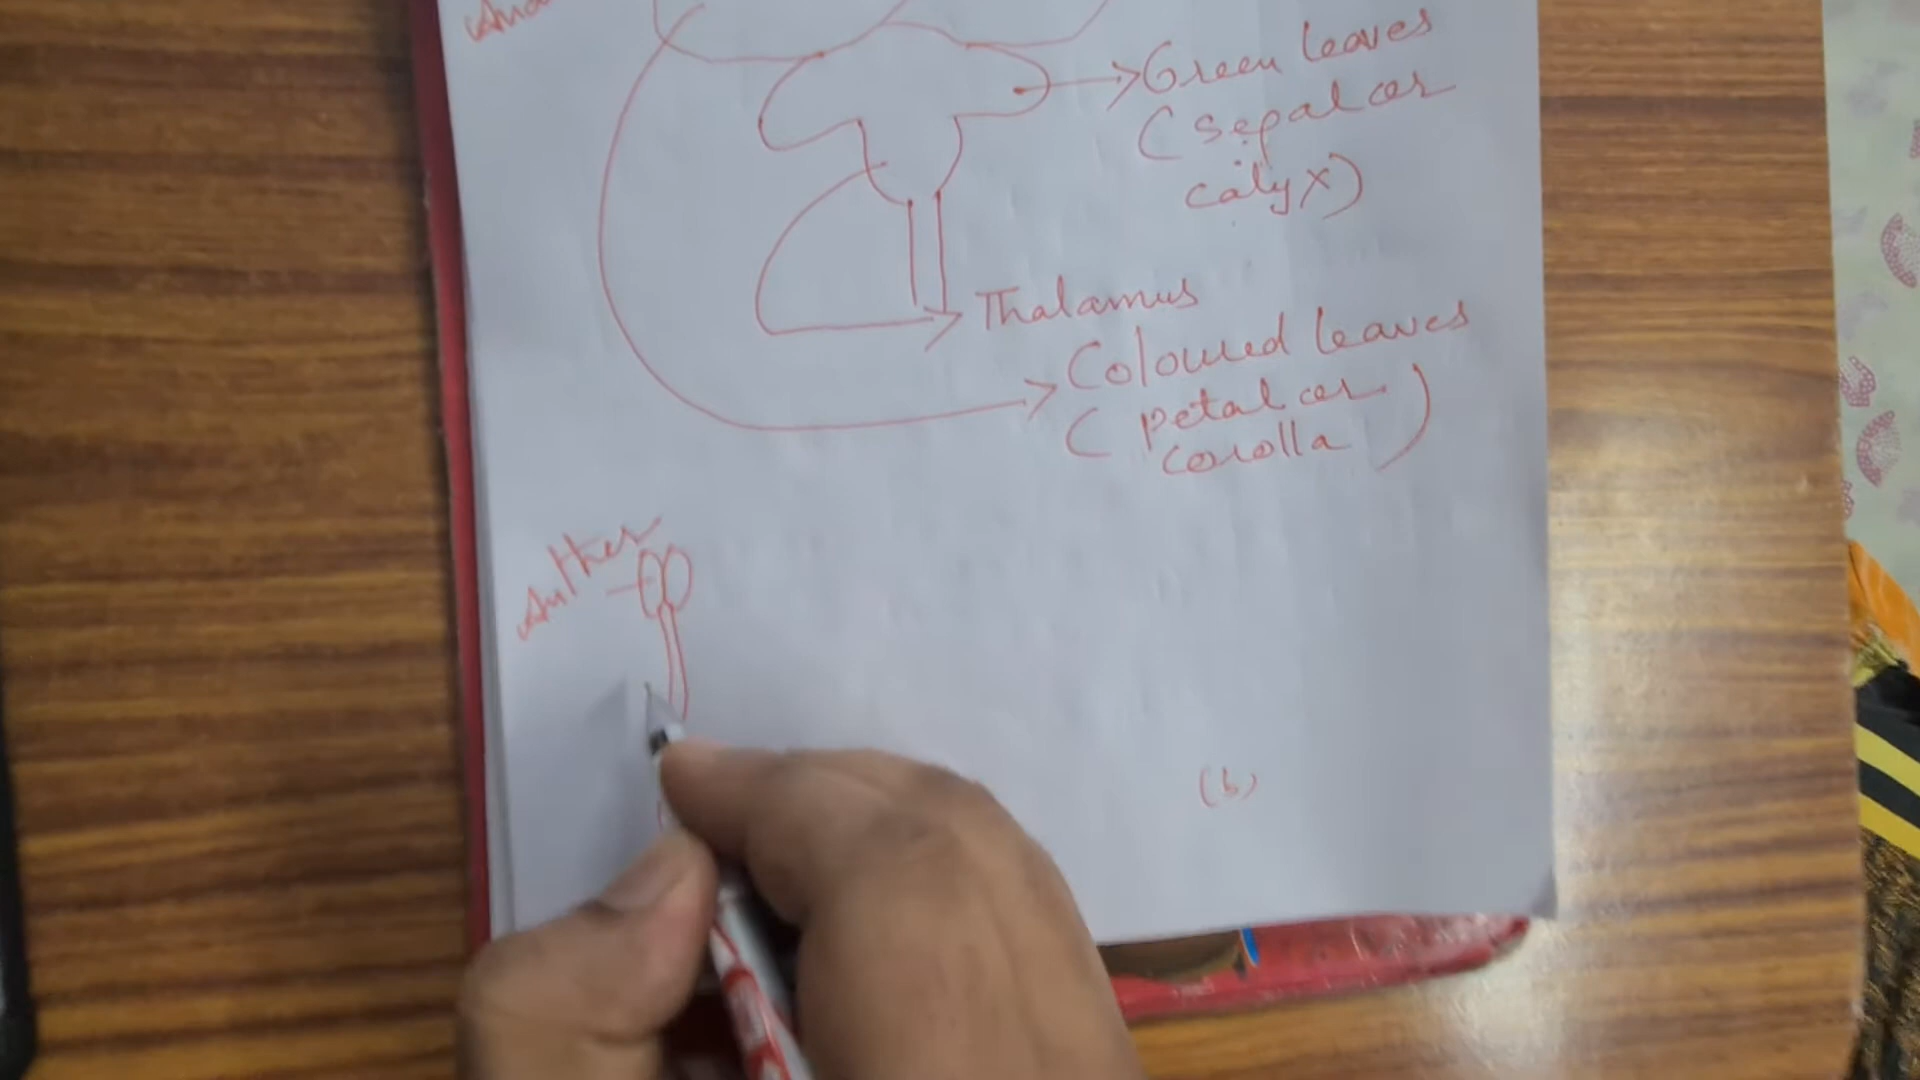 Green leaves
(sepal or
calyx)
Thalamus
Coloured leaves
(petal or
corolla)
Anther
(b)